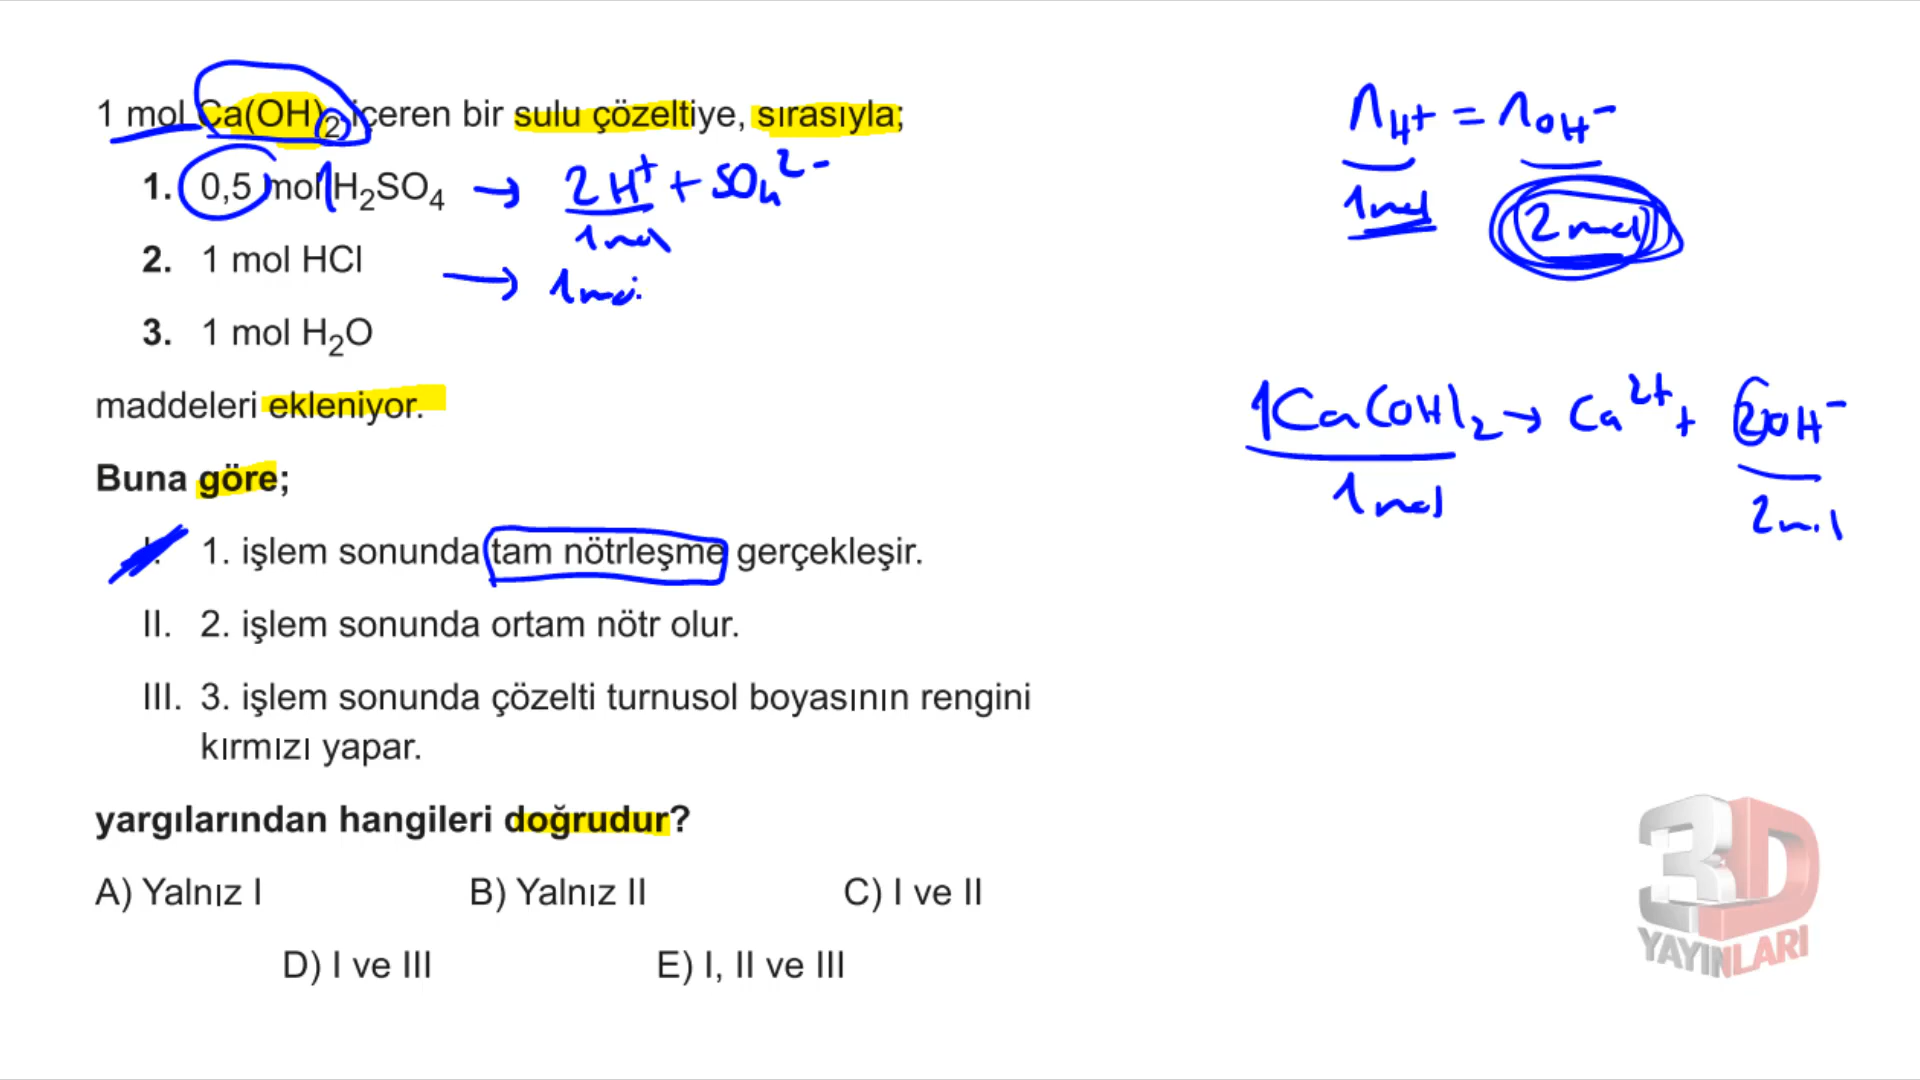 1 mol Ca(OH)₂ içeren bir sulu çözeltiye, sırasıyla;
1. 0,5 mol H₂SO₄ → 2H⁺ + SO₄²⁻
1 mol
2. 1 mol HCl
→ 1 mol
3. 1 mol H₂O
maddeleri ekleniyor.
Buna göre;
I. 1. işlem sonunda tam nötrleşme gerçekleşir.
II. 2. işlem sonunda ortam nötr olur.
III. 3. işlem sonunda çözelti turnusol boyasının rengini
kırmızı yapar.
yargılarından hangileri doğrudur?
A) Yalnız I B) Yalnız II C) I ve II
D) I ve III E) I, II ve III
nH⁺ = nOH⁻
1 mol 2 mol
1Ca(OH)₂ → Ca²⁺ + 2OH⁻
1 mol 2 mol
3D
YAYINLARI